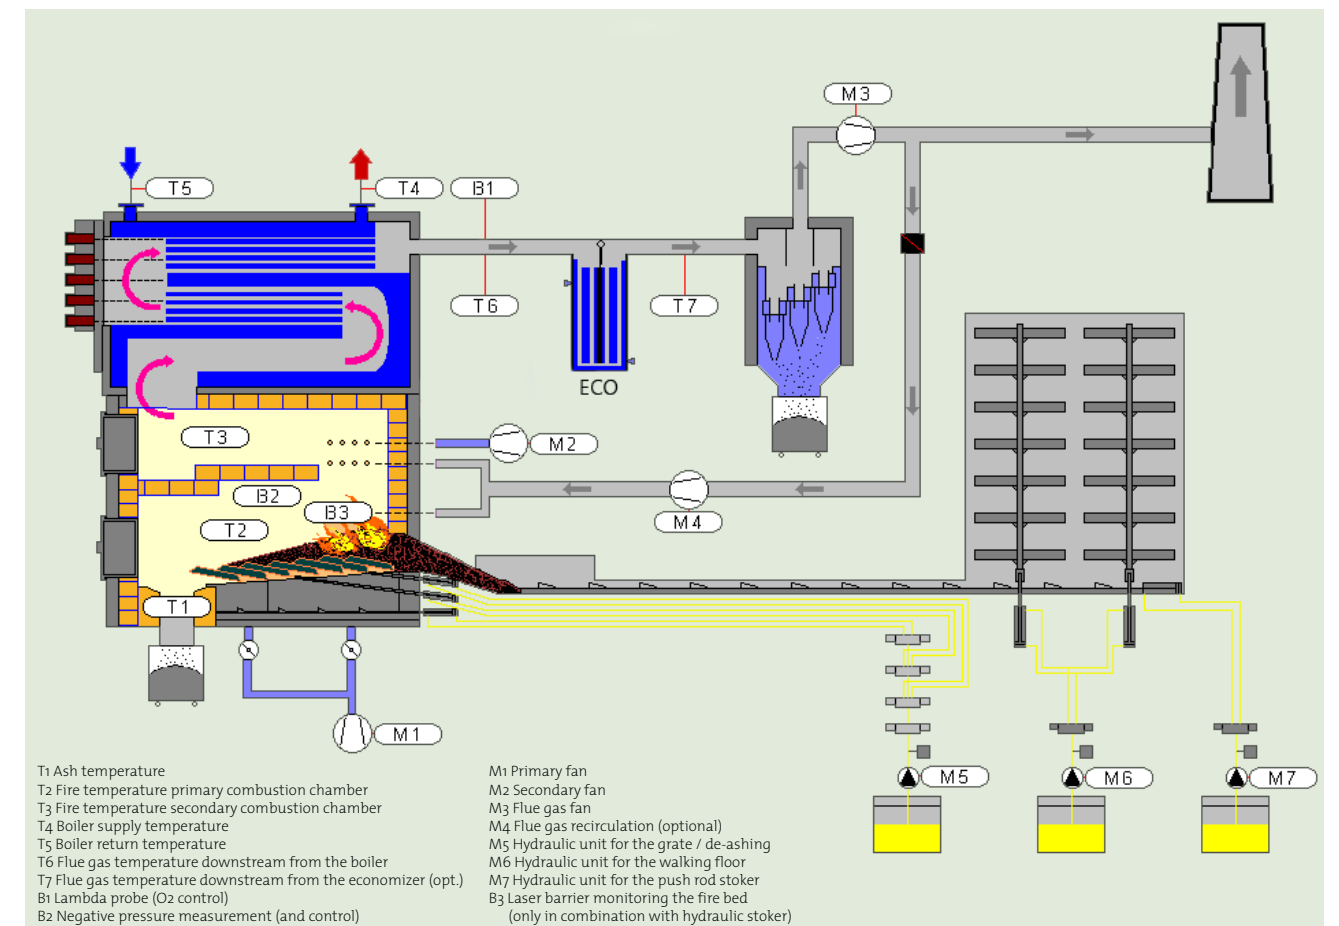 M3
T5
T4
B1
T6
T7
ECO
T3
M2
B2
B3
T2
M4
T1
M1
M5
M6
M7
T1 Ash temperature
T2 Fire temperature primary combustion chamber
T3 Fire temperature secondary combustion chamber
T4 Boiler supply temperature
T5 Boiler return temperature
T6 Flue gas temperature downstream from the boiler
T7 Flue gas temperature downstream from the economizer (opt.)
B1 Lambda probe (O2 control)
B2 Negative pressure measurement (and control)
M1 Primary fan
M2 Secondary fan
M3 Flue gas fan
M4 Flue gas recirculation (optional)
M5 Hydraulic unit for the grate / de-ashing
M6 Hydraulic unit for the walking floor
M7 Hydraulic unit for the push rod stoker
B3 Laser barrier monitoring the fire bed
(only in combination with hydraulic stoker)